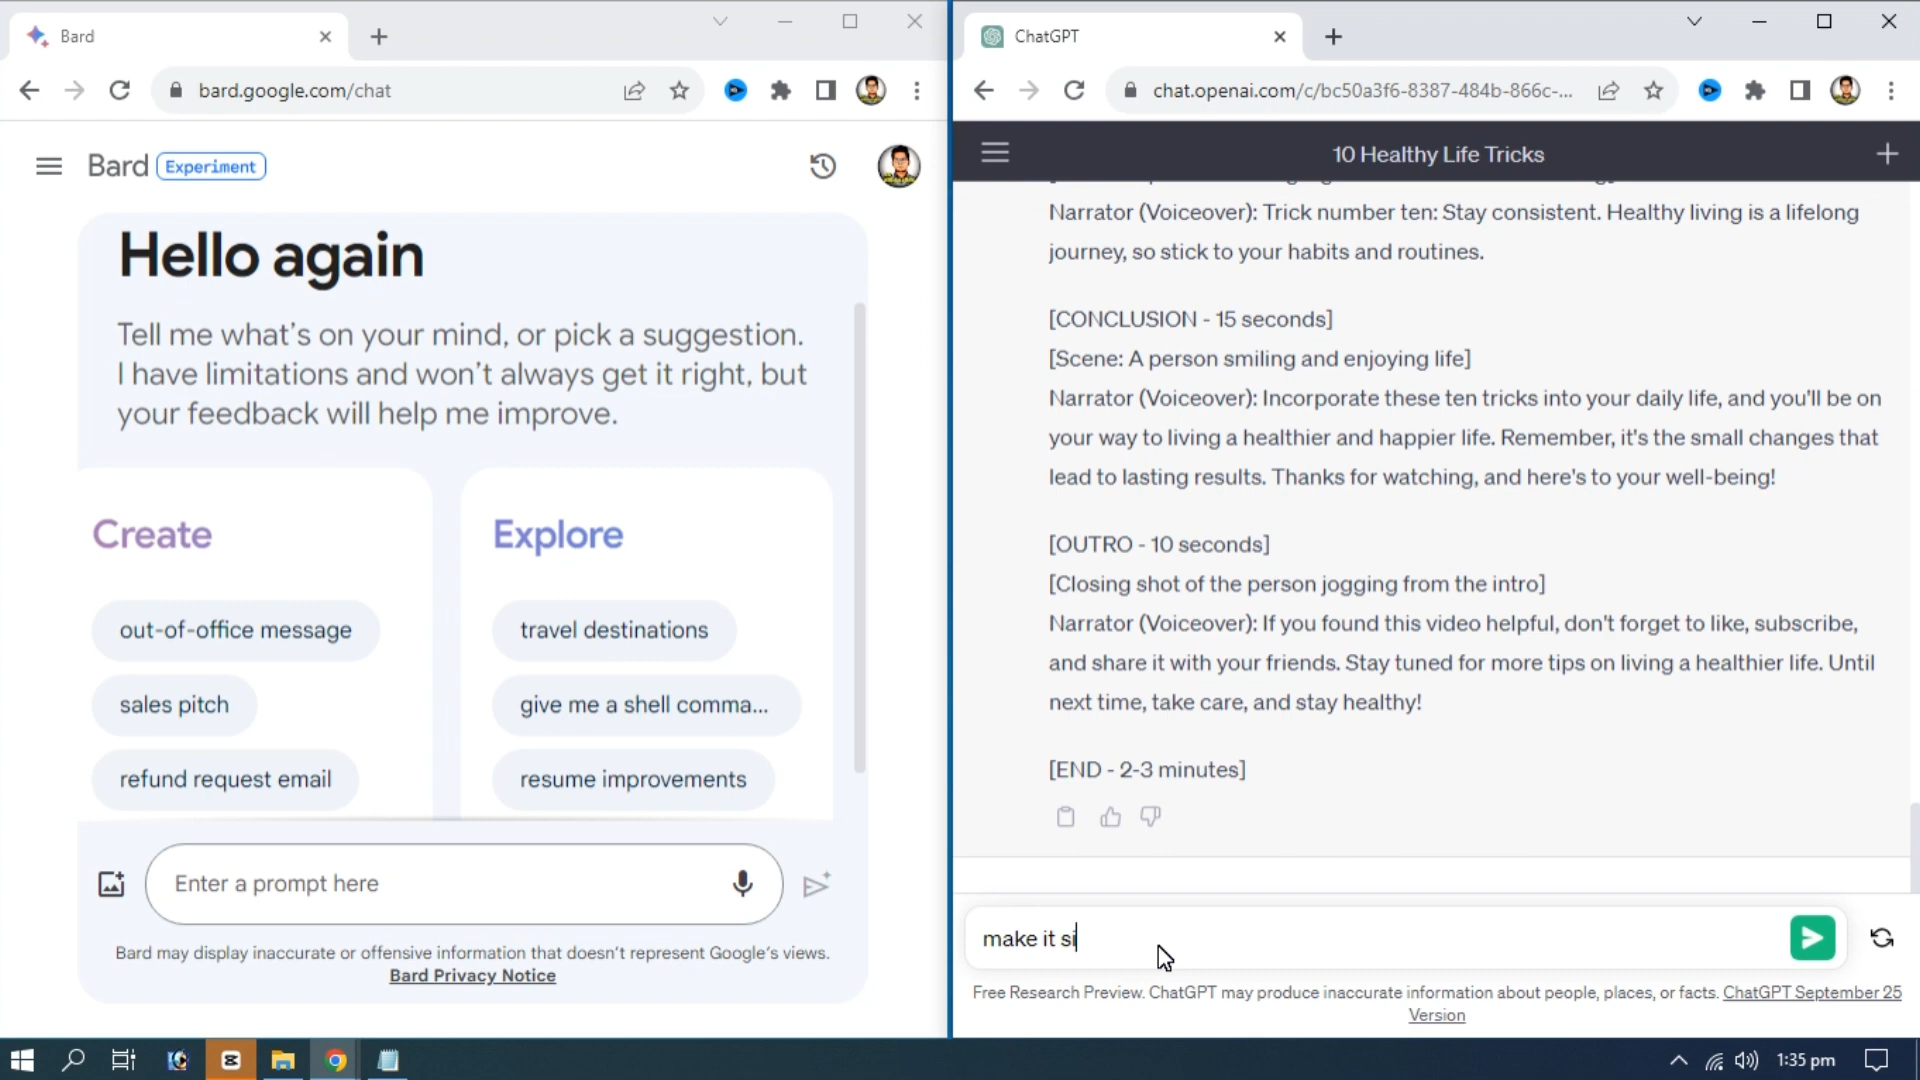 Bard
bard.google.com/chat
Bard Experiment
Hello again
Tell me what's on your mind, or pick a suggestion.
I have limitations and won't always get it right, but
your feedback will help me improve.
Create
out-of-office message
sales pitch
refund request email
Explore
travel destinations
give me a shell comma...
resume improvements
Enter a prompt here
Bard may display inaccurate or offensive information that doesn't represent Google's views.
Bard Privacy Notice
ChatGPT
chat.openai.com/c/bc50a3f6-8387-484b-866c-...
10 Healthy Life Tricks
Narrator (Voiceover): Trick number ten: Stay consistent. Healthy living is a lifelong
journey, so stick to your habits and routines.
[CONCLUSION - 15 seconds]
[Scene: A person smiling and enjoying life]
Narrator (Voiceover): Incorporate these ten tricks into your daily life, and you'll be on
your way to living a healthier and happier life. Remember, it's the small changes that
lead to lasting results. Thanks for watching, and here's to your well-being!
[OUTRO - 10 seconds]
[Closing shot of the person jogging from the intro]
Narrator (Voiceover): If you found this video helpful, don't forget to like, subscribe,
and share it with your friends. Stay tuned for more tips on living a healthier life. Until
next time, take care, and stay healthy!
[END - 2-3 minutes]
make it si
Free Research Preview. ChatGPT may produce inaccurate information about people, places, or facts. ChatGPT September 25
Version
1:35 pm